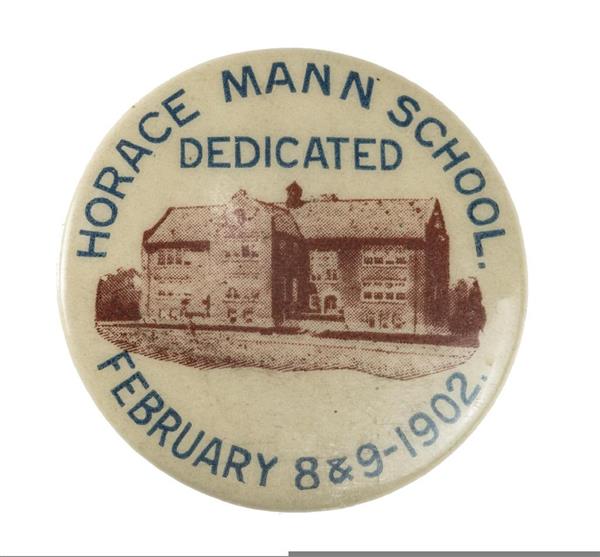 HORACE MANN SCHOOL.
DEDICATED
FEBRUARY 8 & 9-1902.